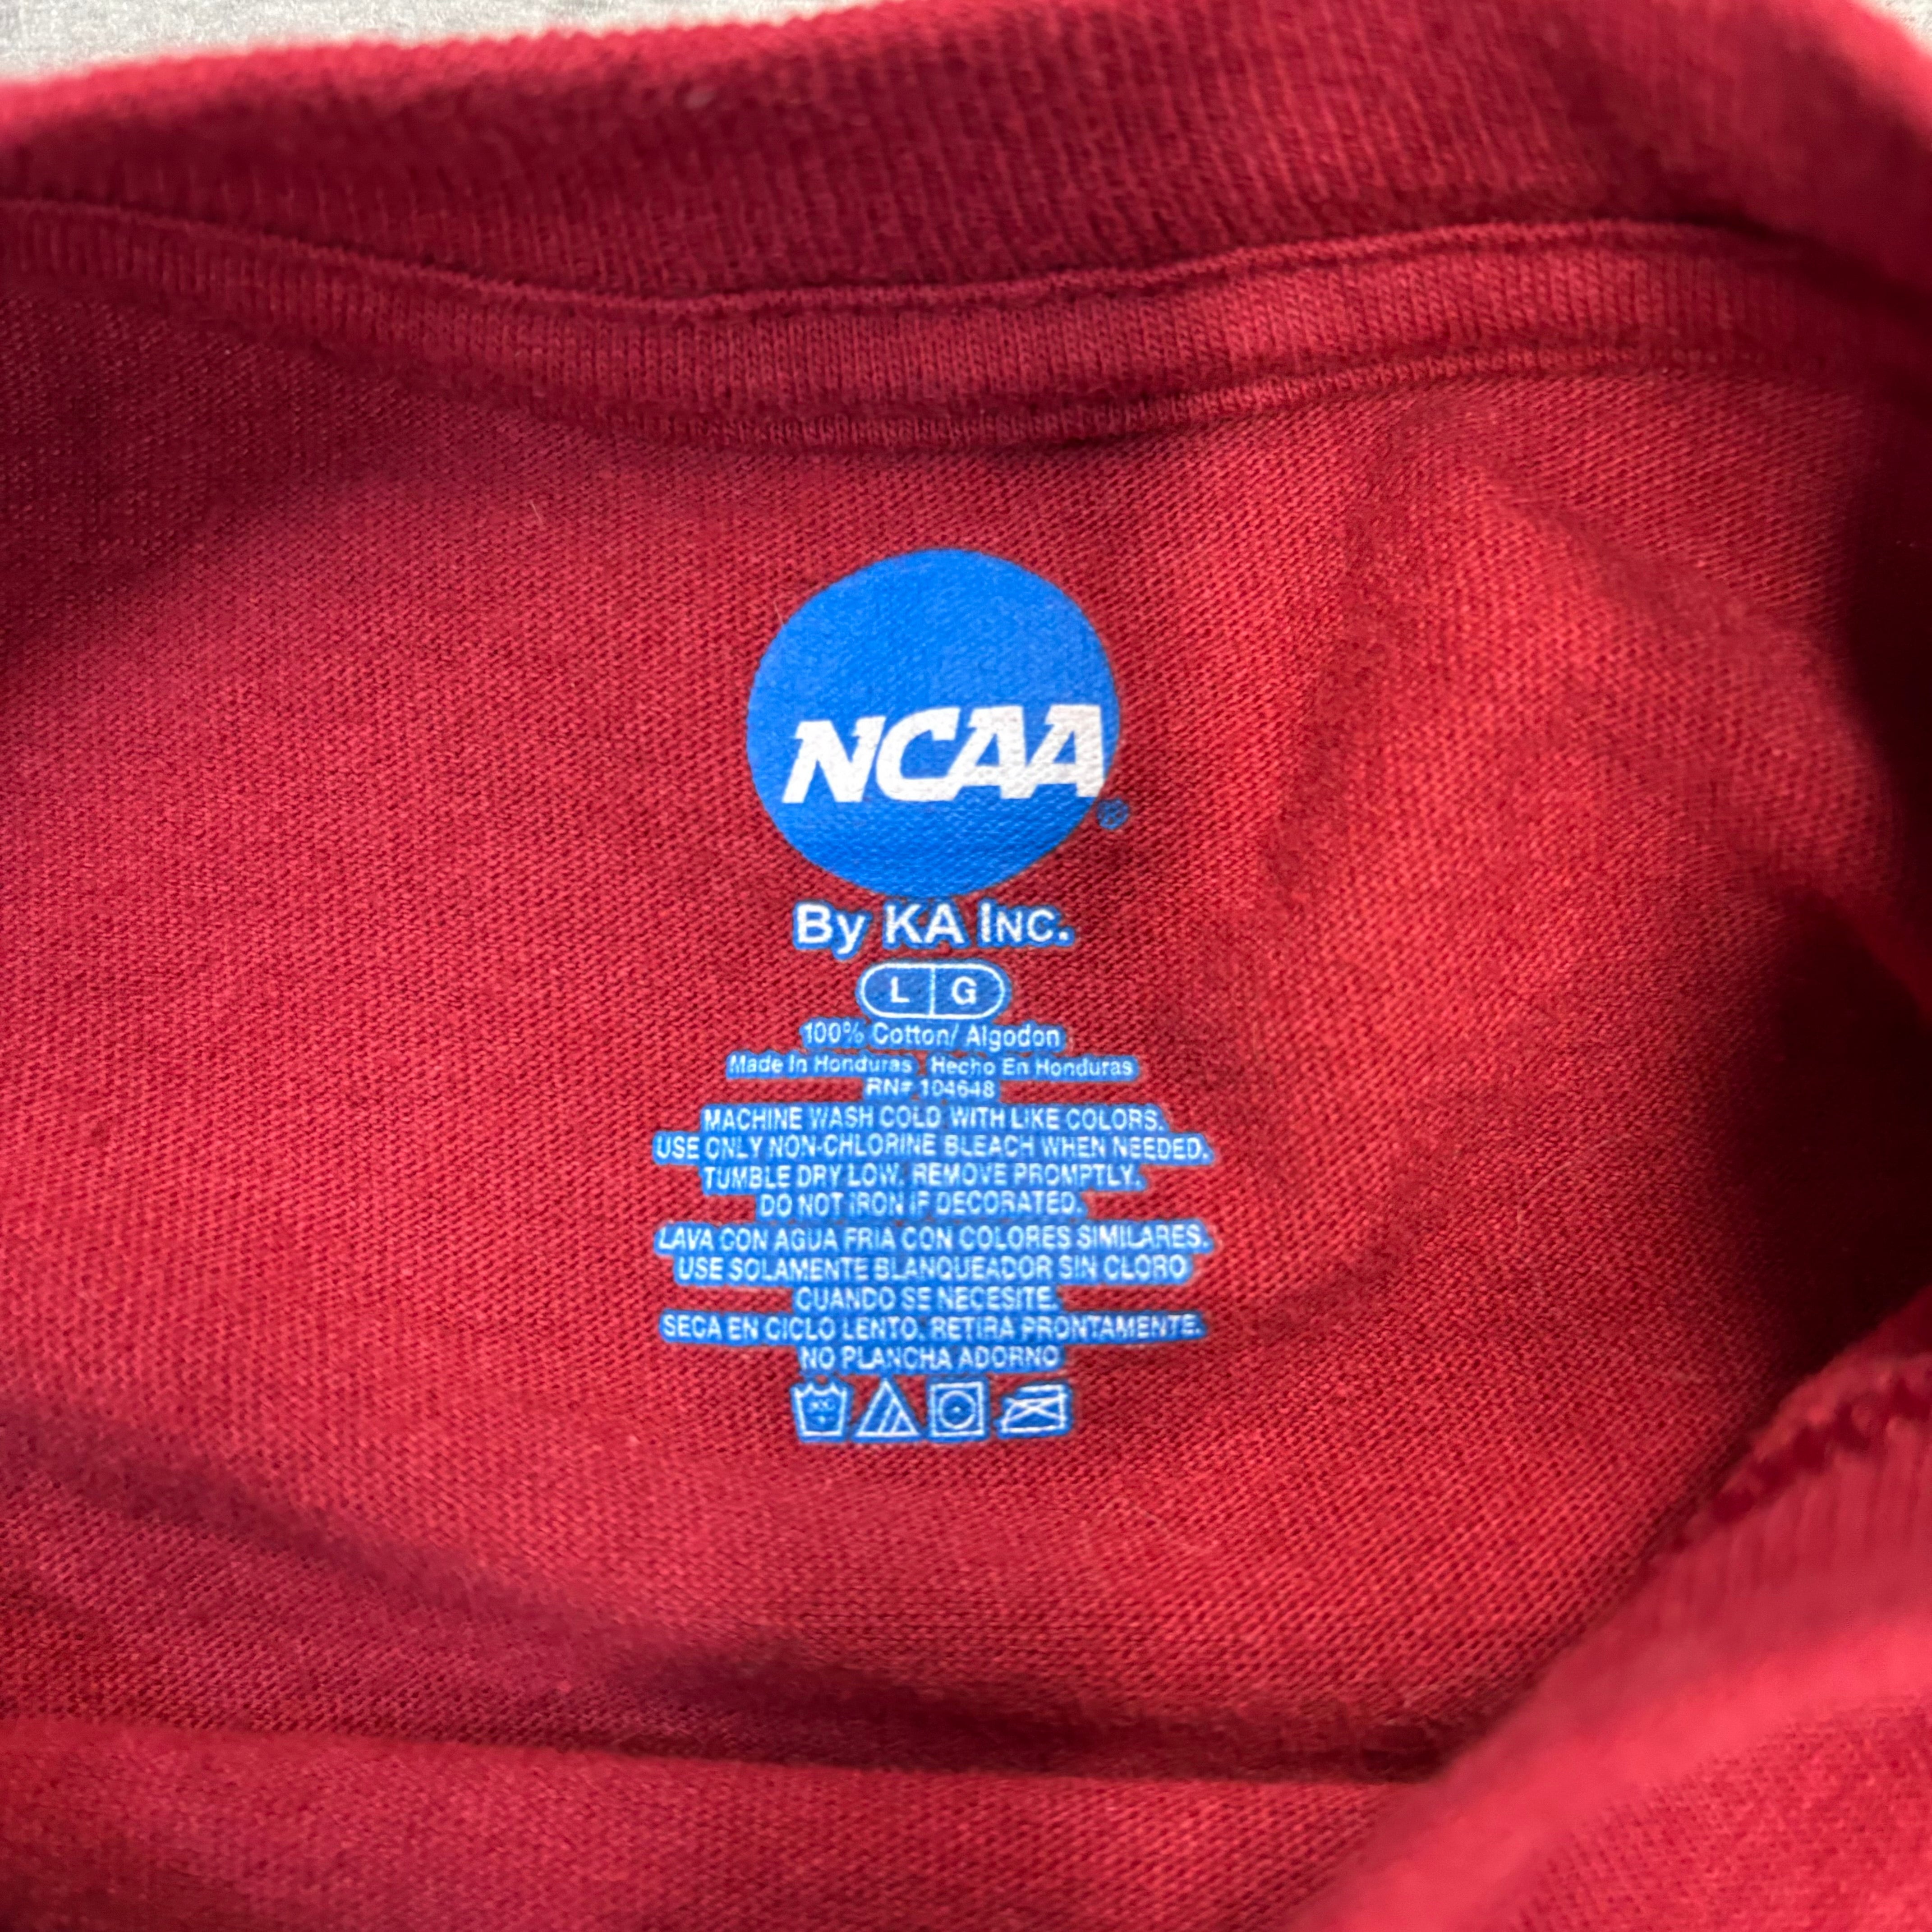 NCAA®
By KA INC.
L G
100% Cotton/ Algodon
Made In Honduras Hecho En Honduras
RN# 104648
MACHINE WASH COLD WITH LIKE COLORS.
USE ONLY NON-CHLORINE BLEACH WHEN NEEDED.
TUMBLE DRY LOW. REMOVE PROMPTLY.
DO NOT IRON IF DECORATED.
LAVA CON AGUA FRIA CON COLORES SIMILARES.
USE SOLAMENTE BLANQUEADOR SIN CLORO
CUANDO SE NECESITE.
SECA EN CICLO LENTO. RETIRA PRONTAMENTE.
NO PLANCHA ADORNO